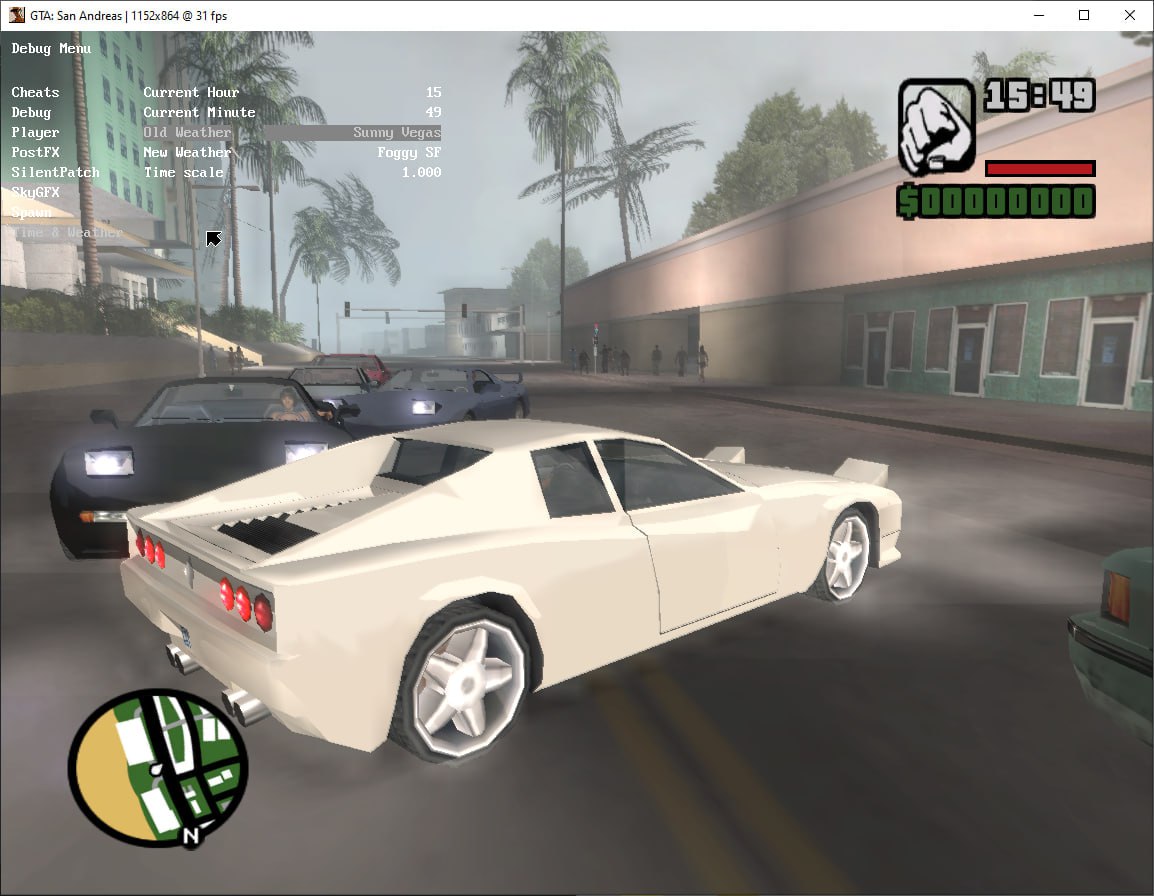 GTA: San Andreas | 1152x864 @ 31 fps
Debug Menu
Cheats Current Hour 15
Debug Current Minute 49
Player Old Weather Sunny Vegas
PostFX New Weather Foggy SF
SilentPatch Time scale 1.000
SkyGFX
Spawn
Time & Weather
15:49
$00000000
N